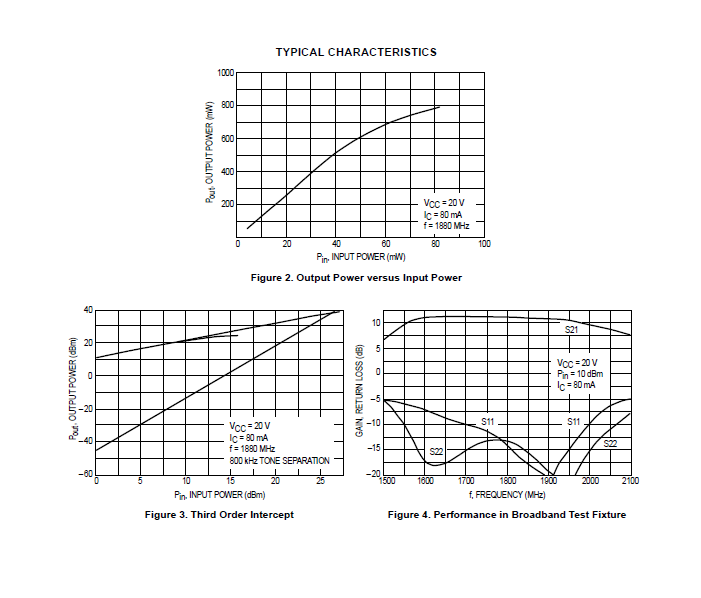 TYPICAL CHARACTERISTICS
1000
800
600
400
200
0
20
40
60
80
100
Pout, OUTPUT POWER (mW)
VCC = 20 V
IC = 80 mA
f = 1880 MHz
Pin, INPUT POWER (mW)
Figure 2. Output Power versus Input Power
40
20
0
–20
–40
–60
0
5
10
15
20
25
Pout, OUTPUT POWER (dBm)
VCC = 20 V
IC = 80 mA
f = 1880 MHz
800 kHz TONE SEPARATION
Pin, INPUT POWER (dBm)
Figure 3. Third Order Intercept
10
5
0
–5
–10
–15
–20
1500
1600
1700
1800
1900
2000
2100
GAIN, RETURN LOSS (dB)
S21
VCC = 20 V
Pin = 10 dBm
IC = 80 mA
S11
S11
S22
S22
f, FREQUENCY (MHz)
Figure 4. Performance in Broadband Test Fixture